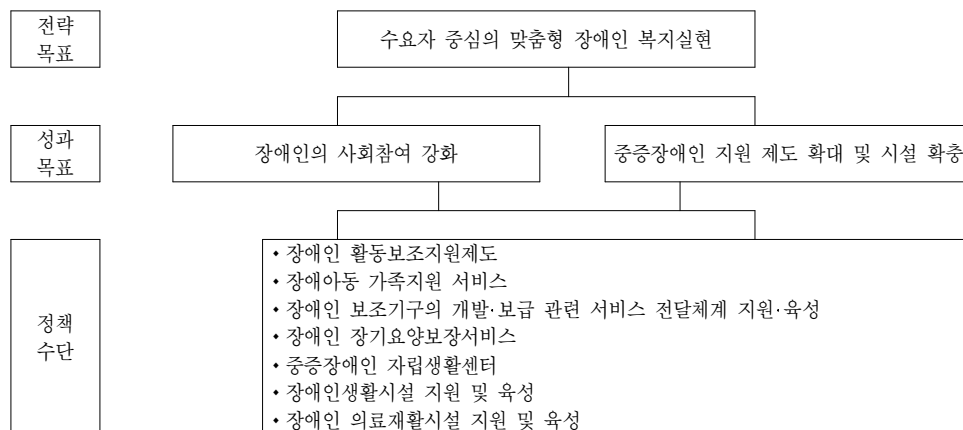 전략
목표
수요자 중심의 맞춤형 장애인 복지실현
성과
목표
장애인의 사회참여 강화
중증장애인 지원 제도 확대 및 시설 확충
정책
수단
• 장애인 활동보조지원제도
• 장애아동 가족지원 서비스
• 장애인 보조기구의 개발·보급 관련 서비스 전달체계 지원·육성
• 장애인 장기요양보장서비스
• 중증장애인 자립생활센터
• 장애인생활시설 지원 및 육성
• 장애인 의료재활시설 지원 및 육성